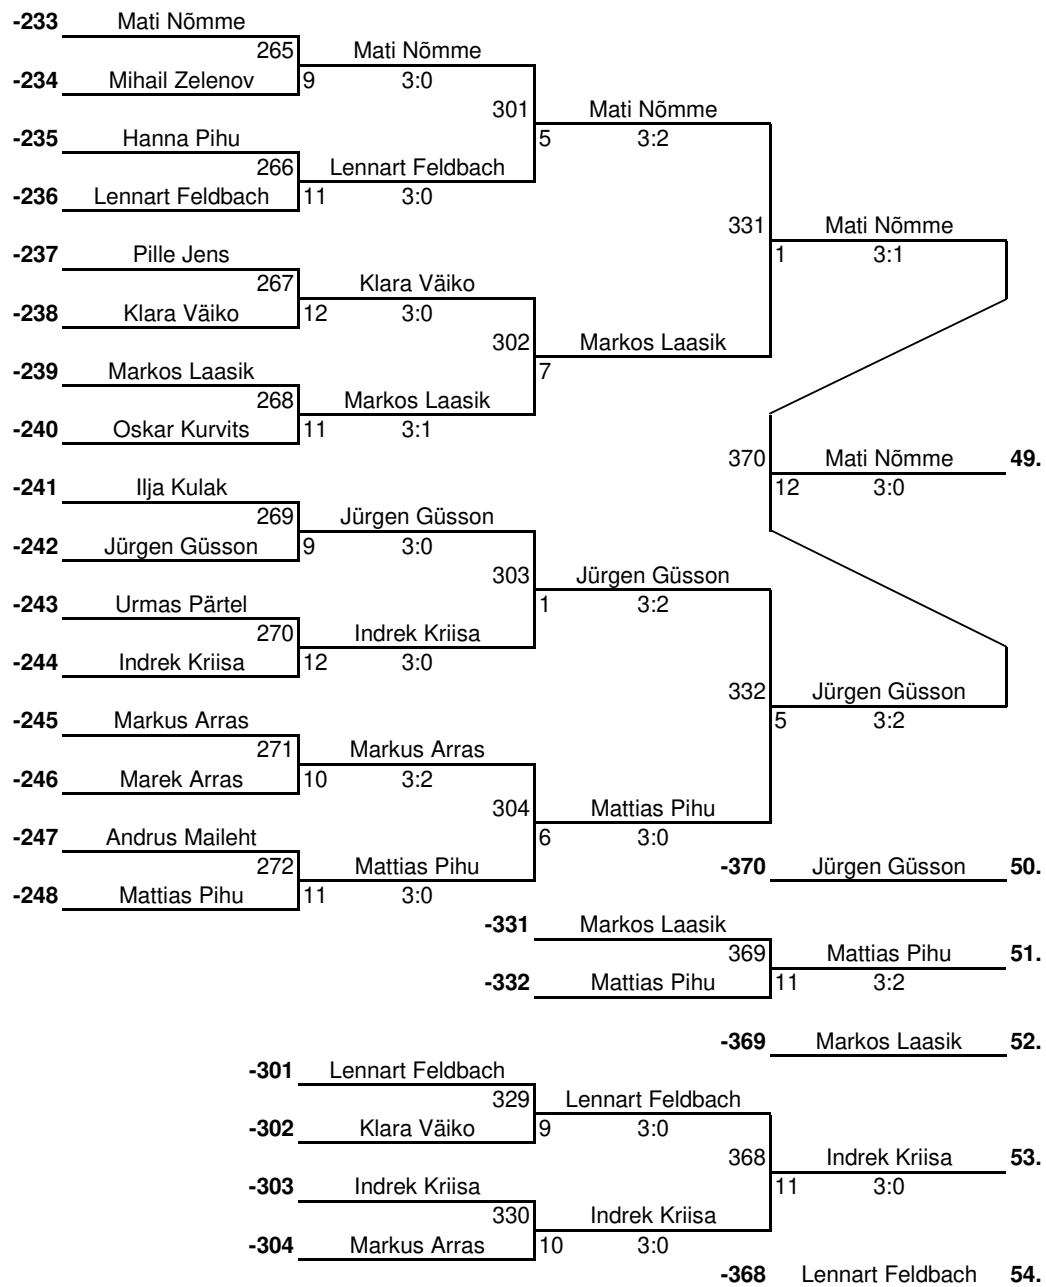 -233 Mati Nõmme
265 Mati Nõmme
-234 Mihail Zelenov 9 3:0
301 Mati Nõmme
-235 Hanna Pihu 5 3:2
266 Lennart Feldbach
-236 Lennart Feldbach 11 3:0
331 Mati Nõmme
-237 Pille Jens 1 3:1
267 Klara Väiko
-238 Klara Väiko 12 3:0
302 Markos Laasik
-239 Markos Laasik 7
268 Markos Laasik
-240 Oskar Kurvits 11 3:1
370 Mati Nõmme 49.
-241 Ilja Kulak 12 3:0
269 Jürgen Güsson
-242 Jürgen Güsson 9 3:0
303 Jürgen Güsson
-243 Urmas Pärtel 1 3:2
270 Indrek Kriisa
-244 Indrek Kriisa 12 3:0
332 Jürgen Güsson
-245 Markus Arras 5 3:2
271 Markus Arras
-246 Marek Arras 10 3:2
304 Mattias Pihu
-247 Andrus Maileht 6 3:0
272 Mattias Pihu -370 Jürgen Güsson 50.
-248 Mattias Pihu 11 3:0
-331 Markos Laasik
369 Mattias Pihu 51.
-332 Mattias Pihu 11 3:2
-369 Markos Laasik 52.
-301 Lennart Feldbach
329 Lennart Feldbach
-302 Klara Väiko 9 3:0
368 Indrek Kriisa 53.
-303 Indrek Kriisa 11 3:0
330 Indrek Kriisa
-304 Markus Arras 10 3:0
-368 Lennart Feldbach 54.